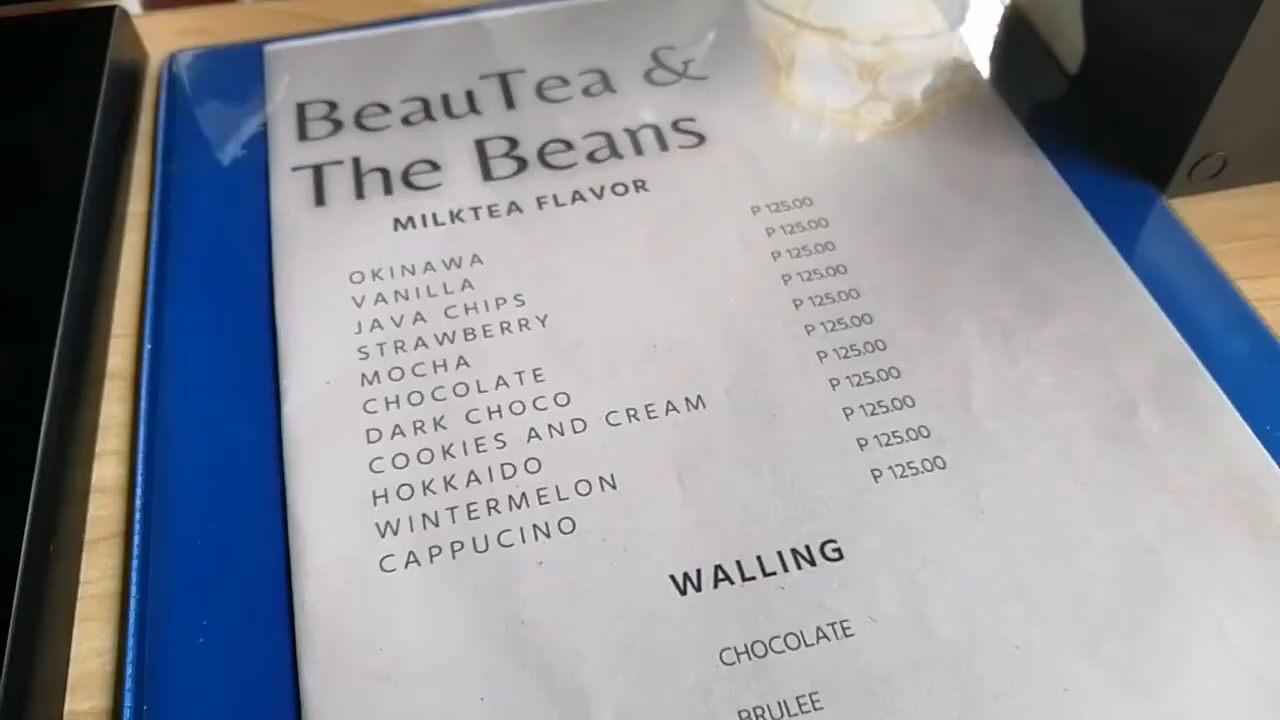 BeauTea &
The Beans
MILKTEA FLAVOR
OKINAWA P 125.00
VANILLA P 125.00
JAVA CHIPS P 125.00
STRAWBERRY P 125.00
MOCHA P 125.00
CHOCOLATE P 125.00
DARK CHOCO P 125.00
COOKIES AND CREAM P 125.00
HOKKAIDO P 125.00
WINTERMELON P 125.00
CAPPUCINO P 125.00
WALLING
CHOCOLATE
BRULEE